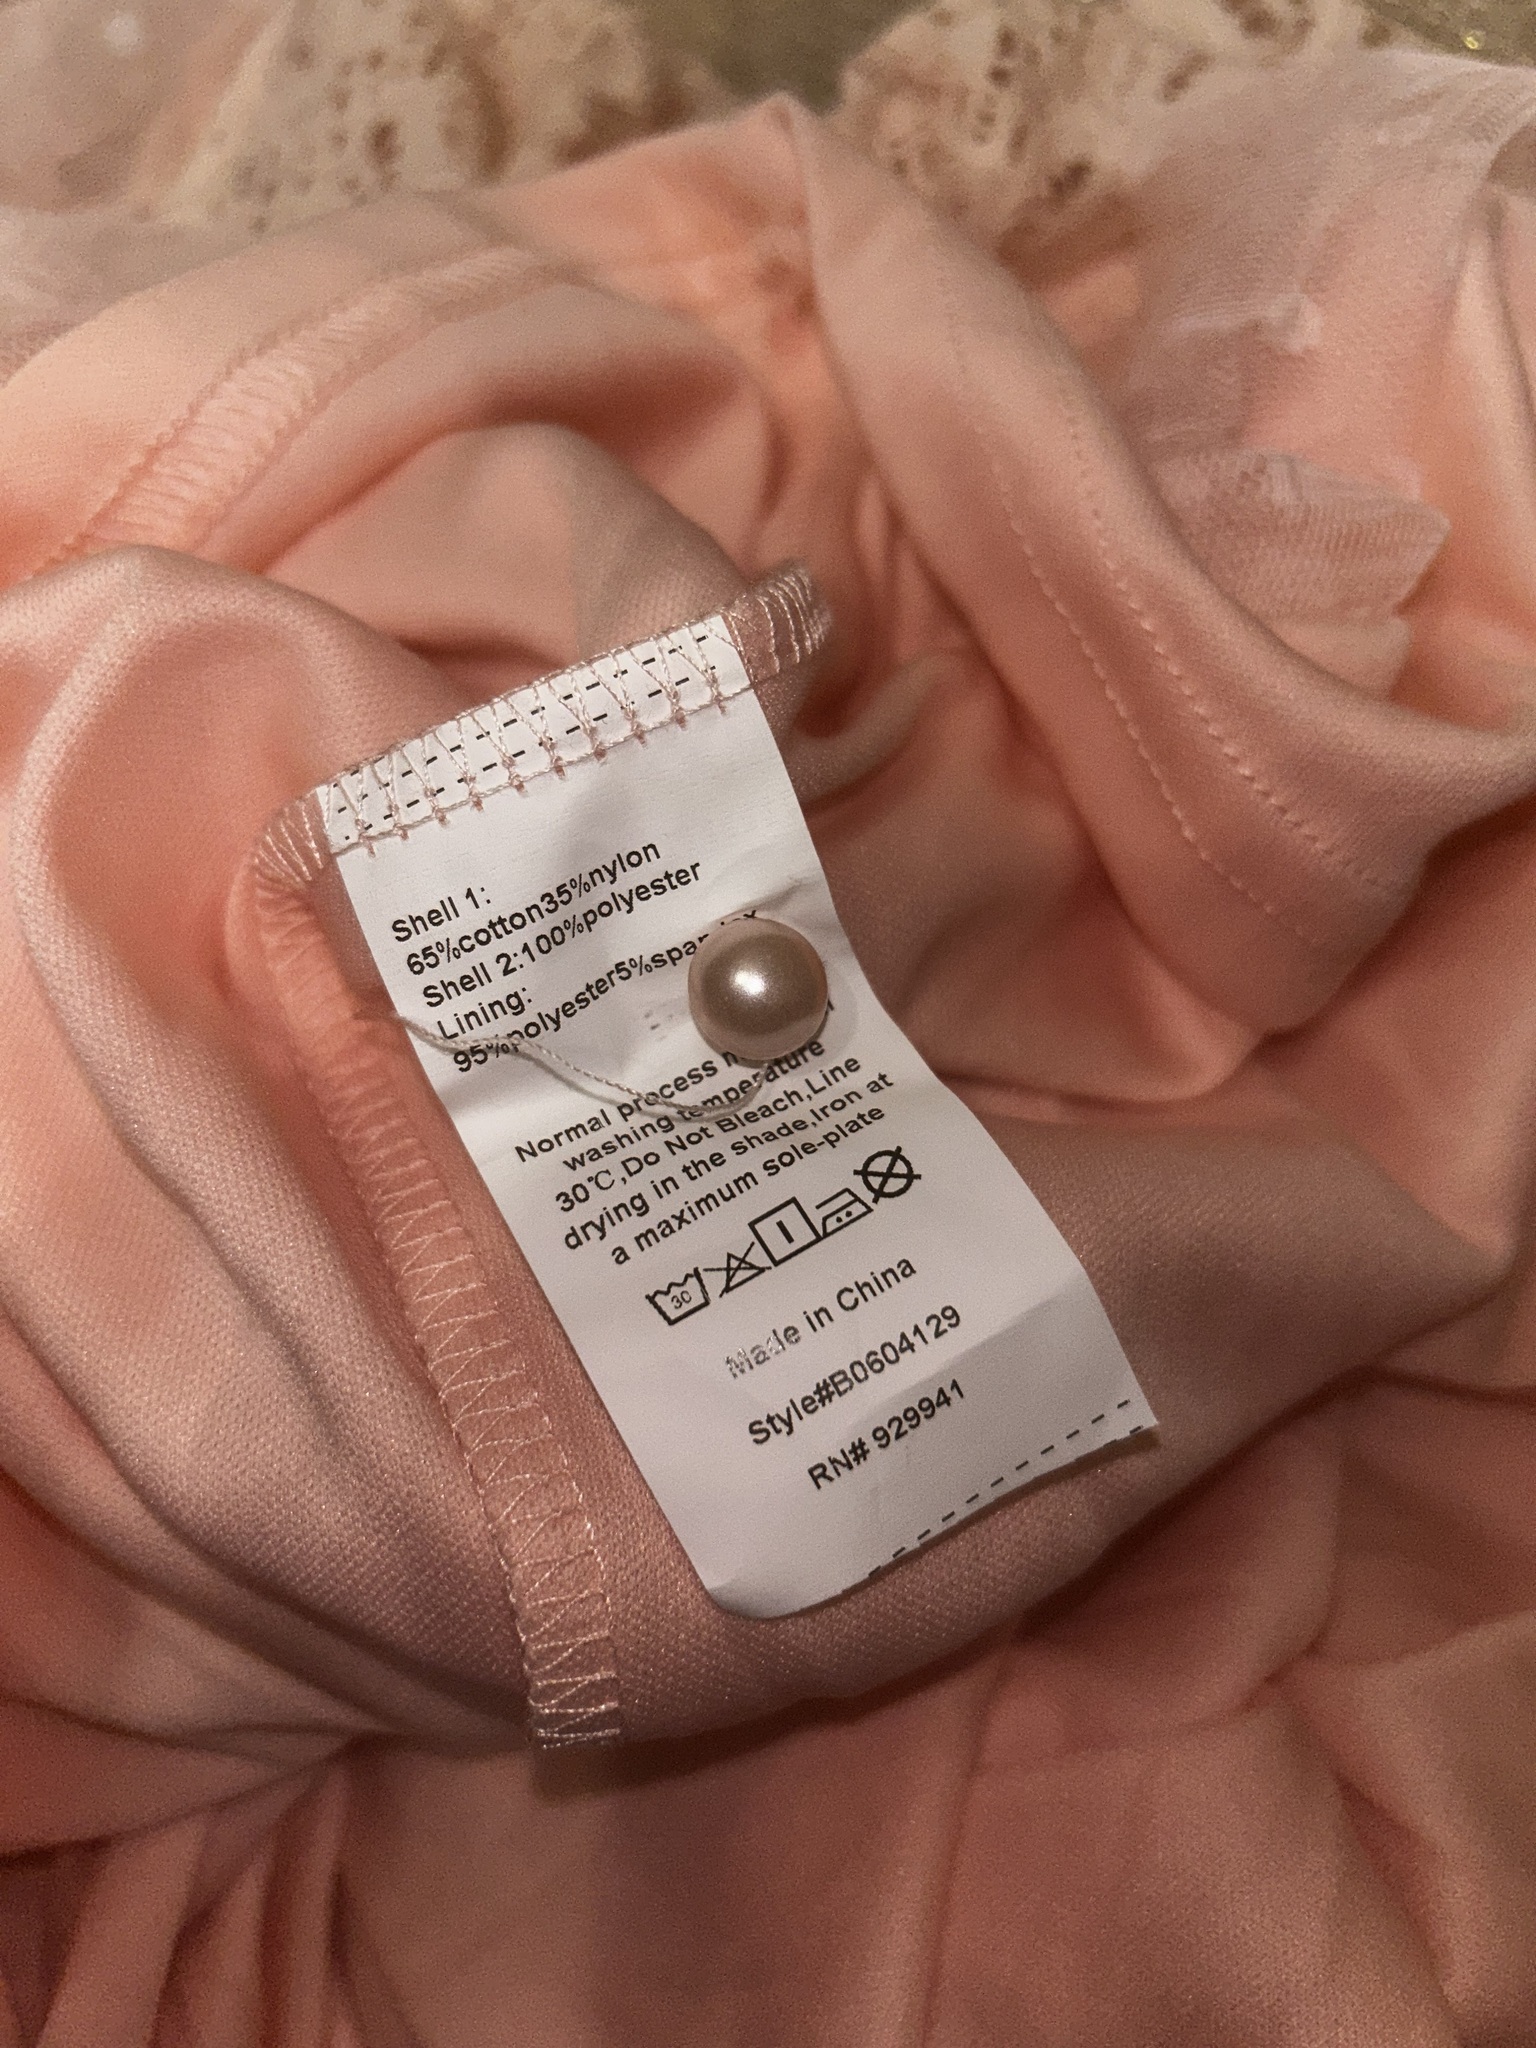 Shell 1:
65%cotton35%nylon
Shell 2:100%polyester
Lining:
95%polyester5%spandex
Normal process
washing temperature
30℃,Do Not Bleach,Line
drying in the shade,Iron at
a maximum sole-plate
30
Made in China
Style#B0604129
RN# 929941